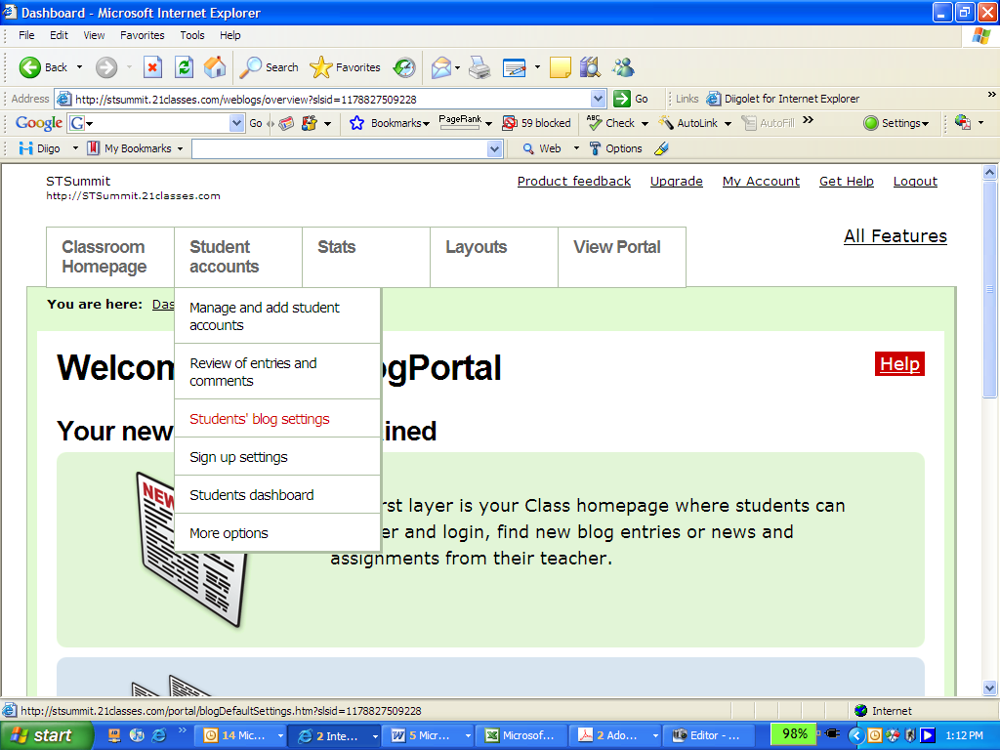 Dashboard - Microsoft Internet Explorer
File Edit View Favorites Tools Help
Back Search Favorites
Address http://stsummit.21classes.com/weblogs/overview?slsid=1178827509228 Go Links Diigolet for Internet Explorer »
Google G Go Bookmarks PageRank 59 blocked ABC Check AutoLink AutoFill » Settings
Diigo My Bookmarks Web Options
STSummit
http://STSummit.21classes.com
Product feedback Upgrade My Account Get Help Logout
All Features
Classroom Homepage
Student accounts
Stats
Layouts
View Portal
You are here: Das
Manage and add student
accounts
Review of entries and
comments
Students' blog settings
Sign up settings
Students dashboard
More options
Welcom ogPortal
Help
Your new ined
NEW
rst layer is your Class homepage where students can
er and login, find new blog entries or news and
assignments from their teacher.
http://stsummit.21classes.com/portal/blogDefaultSettings.htm?slsid=1178827509228 Internet
start » 14 Mic... 2 Inte... 5 Micr... Microsof... 2 Ado... Editor - ... 98% 1:12 PM